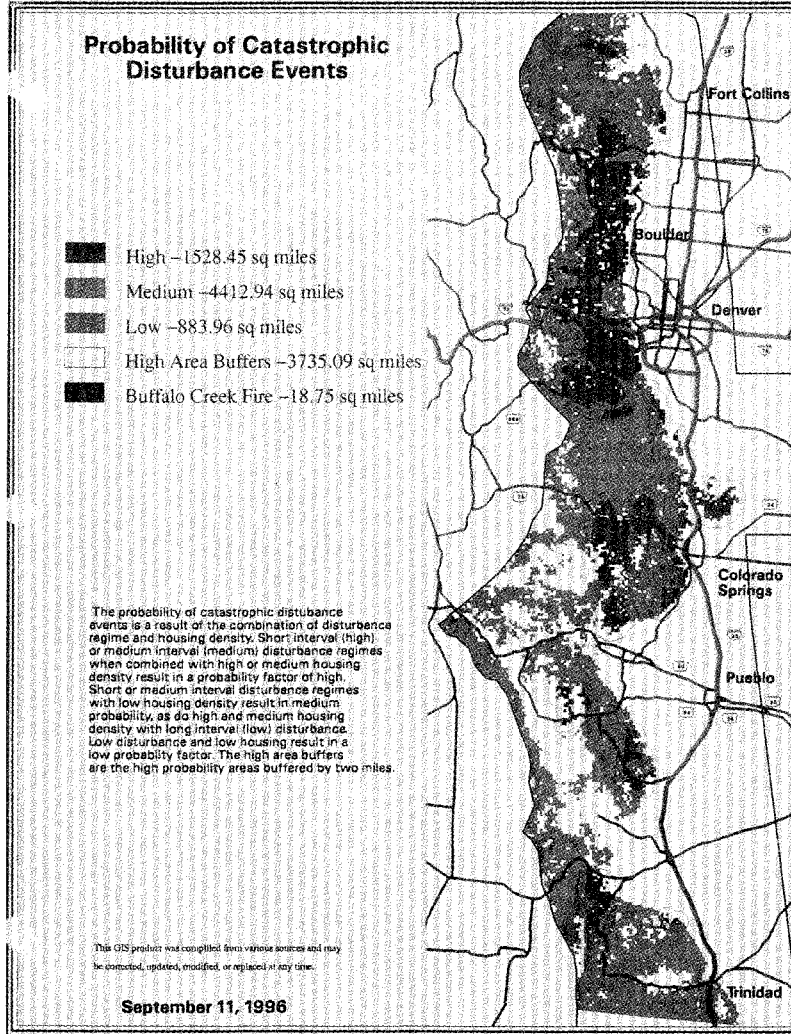 Probability of Catastrophic
Disturbance Events
High –1528.45 sq miles
Medium –4412.94 sq miles
Low –883.96 sq miles
High Area Buffers –3735.09 sq miles
Buffalo Creek Fire –18.75 sq miles
The probability of catastrophic distubance
events is a result of the combination of disturbance
regime and housing density. Short interval (high)
or medium interval (medium) disturbance regimes
when combined with high or medium housing
density result in a probability factor of high.
Short or medium interval disturbance regimes
with low housing density result in medium
probability, as do high and medium housing
density with long interval (low) disturbance.
Low disturbance and low housing result in a
low probability factor. The high area buffers
are the high probability areas buffered by two miles.
This GIS product was compiled from various sources and may
be corrected, updated, modified, or replaced at any time.
September 11, 1996
Fort Collins
Boulder
Denver
Colorado
Springs
Pueblo
Trinidad